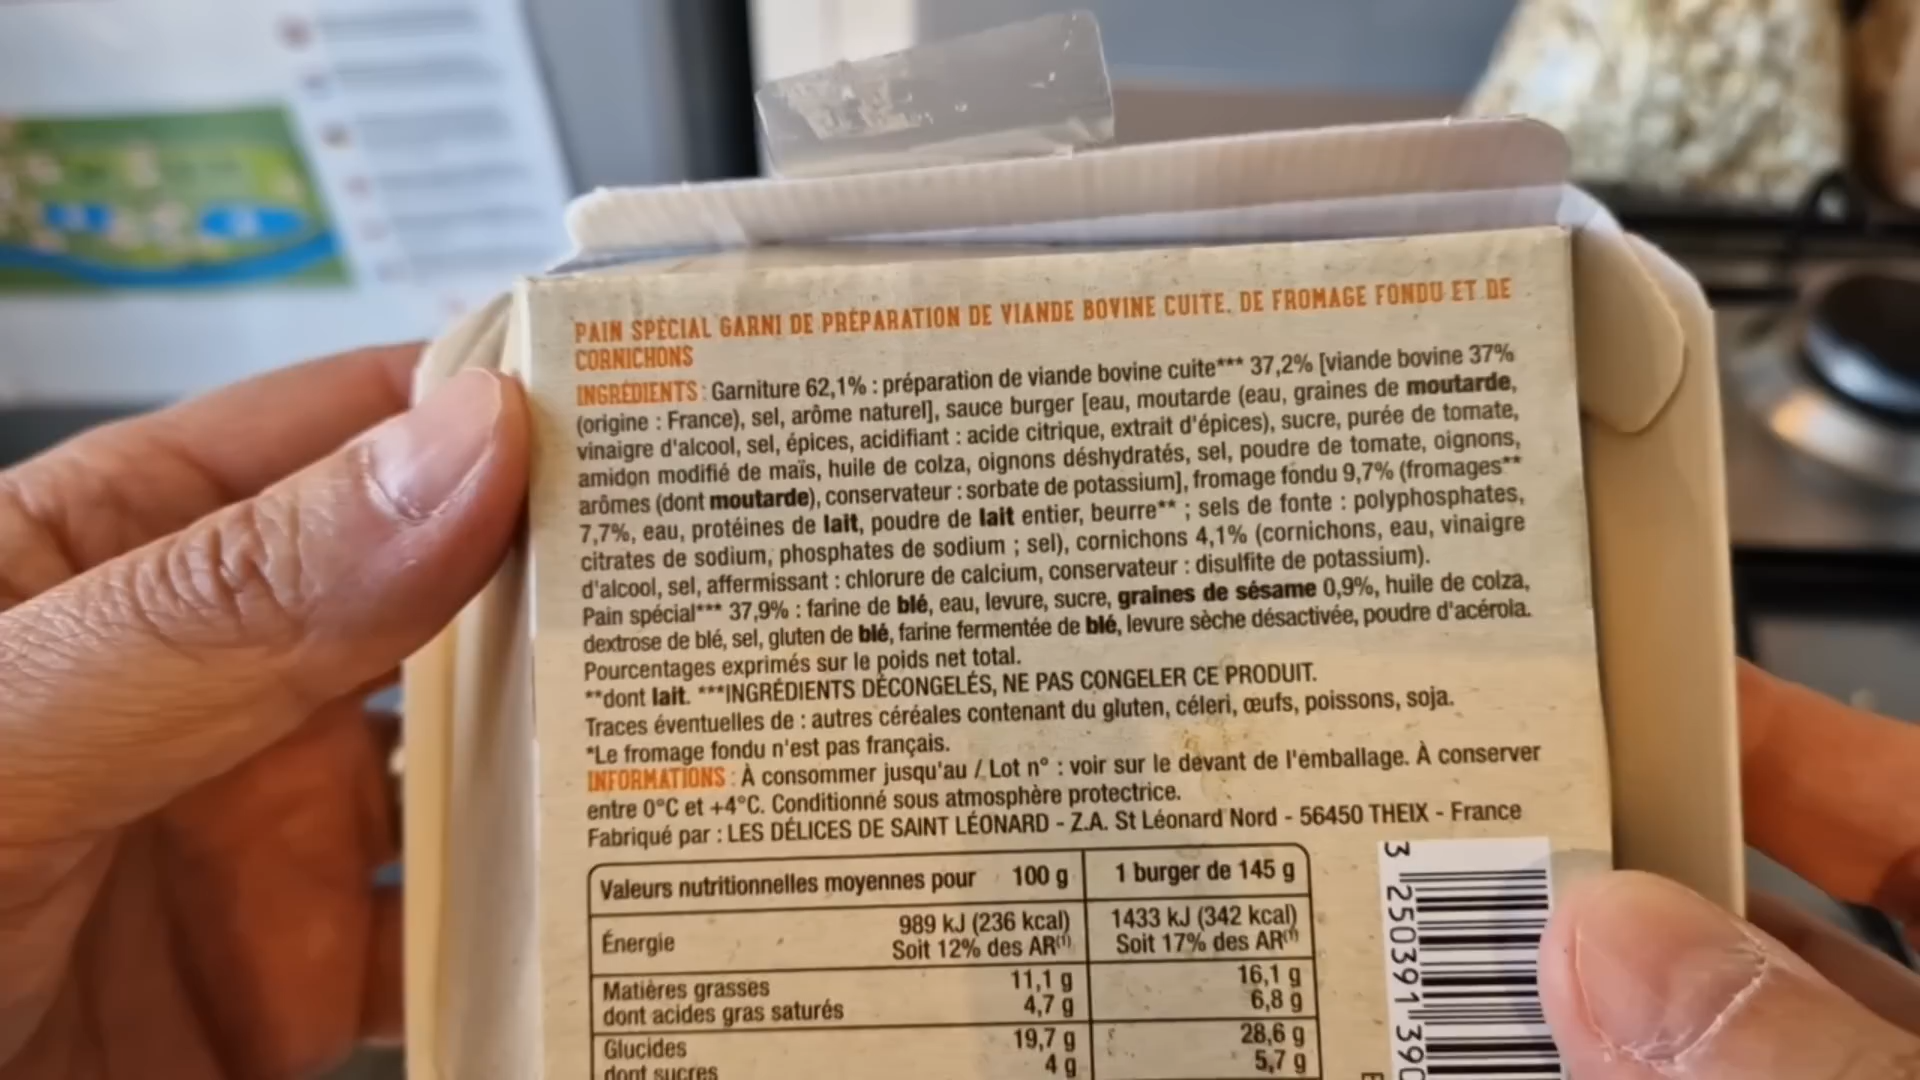 PAIN SPÉCIAL GARNI DE PRÉPARATION DE VIANDE BOVINE CUITE, DE FROMAGE FONDU ET DE
CORNICHONS
INGRÉDIENTS : Garniture 62,1% : préparation de viande bovine cuite*** 37,2% [viande bovine 37%
(origine : France), sel, arôme naturel], sauce burger [eau, moutarde (eau, graines de moutarde,
vinaigre d'alcool, sel, épices, acidifiant : acide citrique, extrait d'épices), sucre, purée de tomate,
amidon modifié de maïs, huile de colza, oignons déshydratés, sel, poudre de tomate, oignons,
arômes (dont moutarde), conservateur : sorbate de potassium], fromage fondu 9,7% (fromages**
7,7%, eau, protéines de lait, poudre de lait entier, beurre** ; sels de fonte : polyphosphates,
citrates de sodium, phosphates de sodium ; sel), cornichons 4,1% (cornichons, eau, vinaigre
d'alcool, sel, affermissant : chlorure de calcium, conservateur : disulfite de potassium).
Pain spécial*** 37,9% : farine de blé, eau, levure, sucre, graines de sésame 0,9%, huile de colza,
dextrose de blé, sel, gluten de blé, farine fermentée de blé, levure sèche désactivée, poudre d'acérola.
Pourcentages exprimés sur le poids net total.
**dont lait. ***INGRÉDIENTS DÉCONGELÉS, NE PAS CONGELER CE PRODUIT.
Traces éventuelles de : autres céréales contenant du gluten, céleri, œufs, poissons, soja.
*Le fromage fondu n'est pas français.
INFORMATIONS : À consommer jusqu'au / Lot n° : voir sur le devant de l'emballage. À conserver
entre 0°C et +4°C. Conditionné sous atmosphère protectrice.
Fabriqué par : LES DÉLICES DE SAINT LÉONARD - Z.A. St Léonard Nord - 56450 THEIX - France
Valeurs nutritionnelles moyennes pour 100 g 1 burger de 145 g
Énergie 989 kJ (236 kcal) 1433 kJ (342 kcal)
Soit 12% des AR(1) Soit 17% des AR(1)
Matières grasses 11,1 g 16,1 g
dont acides gras saturés 4,7 g 6,8 g
Glucides 19,7 g 28,6 g
dont sucres 4 g 5,7 g
3 250391 390